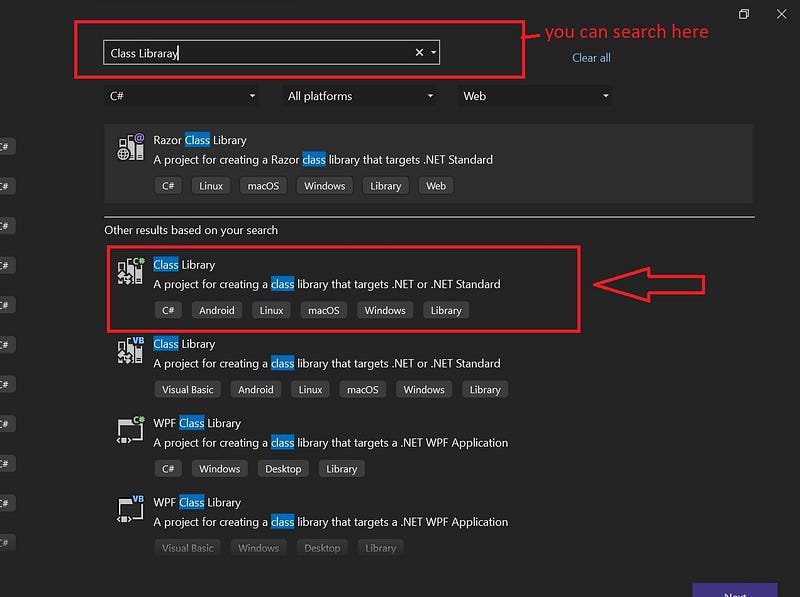 you can search here
Class Libraray
Clear all
C# All platforms Web
Razor Class Library
A project for creating a Razor class library that targets .NET Standard
C# Linux macOS Windows Library Web
Other results based on your search
C#
Class Library
A project for creating a class library that targets .NET or .NET Standard
C# Android Linux macOS Windows Library
VB
Class Library
A project for creating a class library that targets .NET or .NET Standard
Visual Basic Android Linux macOS Windows Library
C#
WPF Class Library
A project for creating a class library that targets a .NET WPF Application
C# Windows Desktop Library
VB
WPF Class Library
A project for creating a class library that targets a .NET WPF Application
Visual Basic Windows Desktop Library
Next